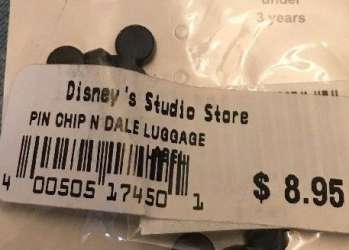 under
3 years
Disney's Studio Store
PIN CHIP N DALE LUGGAGE
4 00505 17450 1
$ 8.95